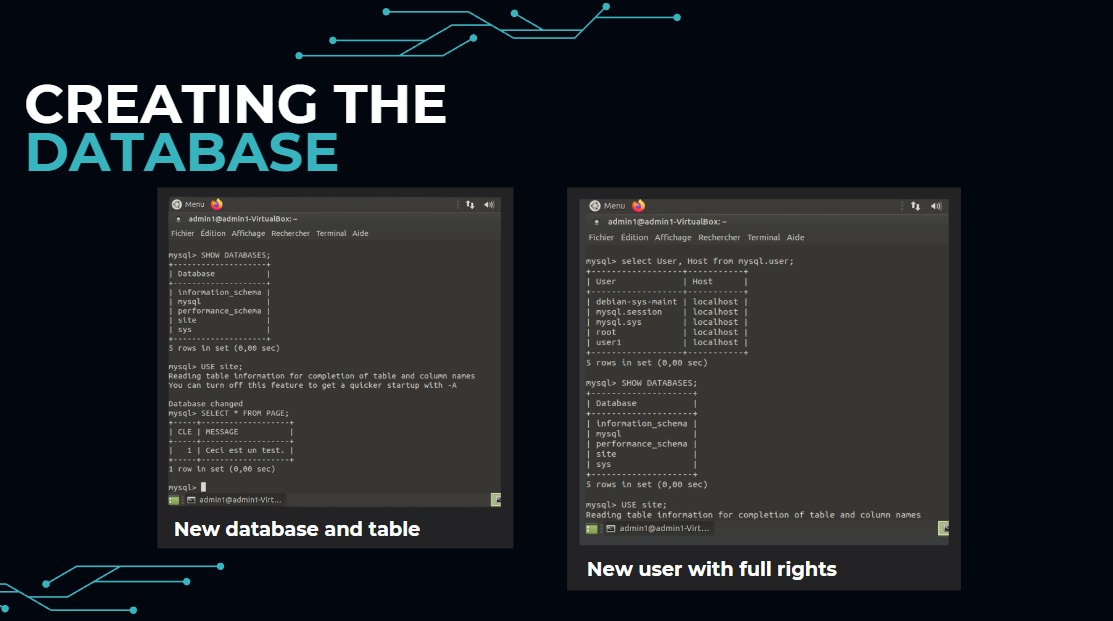 CREATING THE
DATABASE
Menu
admin1@admin1-VirtualBox: ~
Fichier Édition Affichage Rechercher Terminal Aide
mysql> SHOW DATABASES;
+--------------------+
| Database           |
+--------------------+
| information_schema |
| mysql              |
| performance_schema |
| site               |
| sys                |
+--------------------+
5 rows in set (0,00 sec)
mysql> USE site;
Reading table information for completion of table and column names
You can turn off this feature to get a quicker startup with -A
Database changed
mysql> SELECT * FROM PAGE;
+-----+-------------------+
| CLE | MESSAGE           |
+-----+-------------------+
|   1 | Ceci est un test. |
+-----+-------------------+
1 row in set (0,00 sec)
mysql>
admin1@admin1-Virt...
New database and table
Menu
admin1@admin1-VirtualBox: ~
Fichier Édition Affichage Rechercher Terminal Aide
mysql> select User, Host from mysql.user;
+------------------+-----------+
| User             | Host      |
+------------------+-----------+
| debian-sys-maint | localhost |
| mysql.session    | localhost |
| mysql.sys        | localhost |
| root             | localhost |
| user1            | localhost |
+------------------+-----------+
5 rows in set (0,00 sec)
mysql> SHOW DATABASES;
+--------------------+
| Database           |
+--------------------+
| information_schema |
| mysql              |
| performance_schema |
| site               |
| sys                |
+--------------------+
5 rows in set (0,00 sec)
mysql> USE site;
Reading table information for completion of table and column names
admin1@admin1-Virt...
New user with full rights